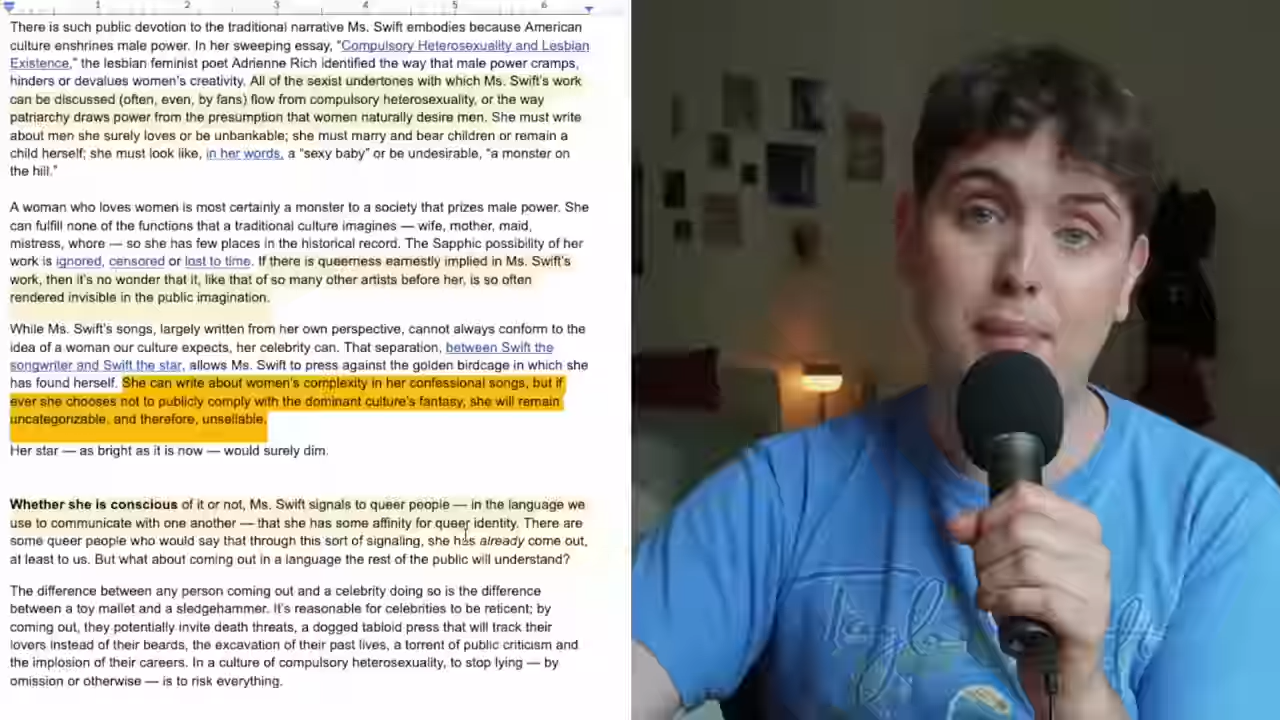 1 2 3 4 5 6
There is such public devotion to the traditional narrative Ms. Swift embodies because American
culture enshrines male power. In her sweeping essay, “Compulsory Heterosexuality and Lesbian
Existence,” the lesbian feminist poet Adrienne Rich identified the way that male power cramps,
hinders or devalues women’s creativity. All of the sexist undertones with which Ms. Swift’s work
can be discussed (often, even, by fans) flow from compulsory heterosexuality, or the way
patriarchy draws power from the presumption that women naturally desire men. She must write
about men she surely loves or be unbankable; she must marry and bear children or remain a
child herself; she must look like, in her words, a “sexy baby” or be undesirable, “a monster on
the hill.”
A woman who loves women is most certainly a monster to a society that prizes male power. She
can fulfill none of the functions that a traditional culture imagines — wife, mother, maid,
mistress, whore — so she has few places in the historical record. The Sapphic possibility of her
work is ignored, censored or lost to time. If there is queerness earnestly implied in Ms. Swift’s
work, then it’s no wonder that it, like that of so many other artists before her, is so often
rendered invisible in the public imagination.
While Ms. Swift’s songs, largely written from her own perspective, cannot always conform to the
idea of a woman our culture expects, her celebrity can. That separation, between Swift the
songwriter and Swift the star, allows Ms. Swift to press against the golden birdcage in which she
has found herself. She can write about women’s complexity in her confessional songs, but if
ever she chooses not to publicly comply with the dominant culture’s fantasy, she will remain
uncategorizable, and therefore, unsellable.
Her star — as bright as it is now — would surely dim.
Whether she is conscious of it or not, Ms. Swift signals to queer people — in the language we
use to communicate with one another — that she has some affinity for queer identity. There are
some queer people who would say that through this sort of signaling, she has already come out,
at least to us. But what about coming out in a language the rest of the public will understand?
The difference between any person coming out and a celebrity doing so is the difference
between a toy mallet and a sledgehammer. It’s reasonable for celebrities to be reticent; by
coming out, they potentially invite death threats, a dogged tabloid press that will track their
lovers instead of their beards, the excavation of their past lives, a torrent of public criticism and
the implosion of their careers. In a culture of compulsory heterosexuality, to stop lying — by
omission or otherwise — is to risk everything.